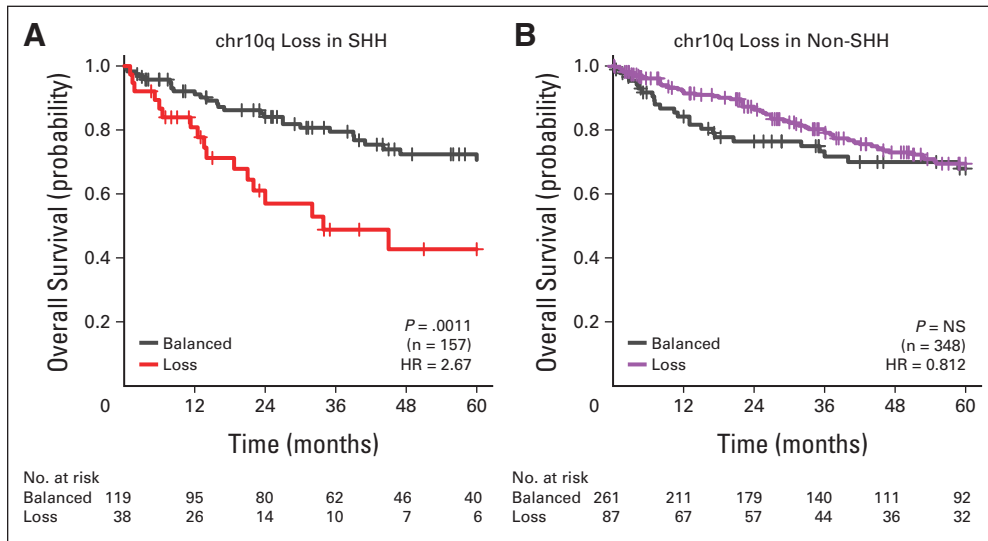 A
chr10q Loss in SHH
Overall Survival (probability)
1.0
0.8
0.6
0.4
0.2
0
12
24
36
48
60
Time (months)
Balanced
Loss
P = .0011
(n = 157)
HR = 2.67
No. at risk
Balanced 119 95 80 62 46 40
Loss 38 26 14 10 7 6
B
chr10q Loss in Non-SHH
Overall Survival (probability)
1.0
0.8
0.6
0.4
0.2
0
12
24
36
48
60
Time (months)
Balanced
Loss
P = NS
(n = 348)
HR = 0.812
No. at risk
Balanced 261 211 179 140 111 92
Loss 87 67 57 44 36 32